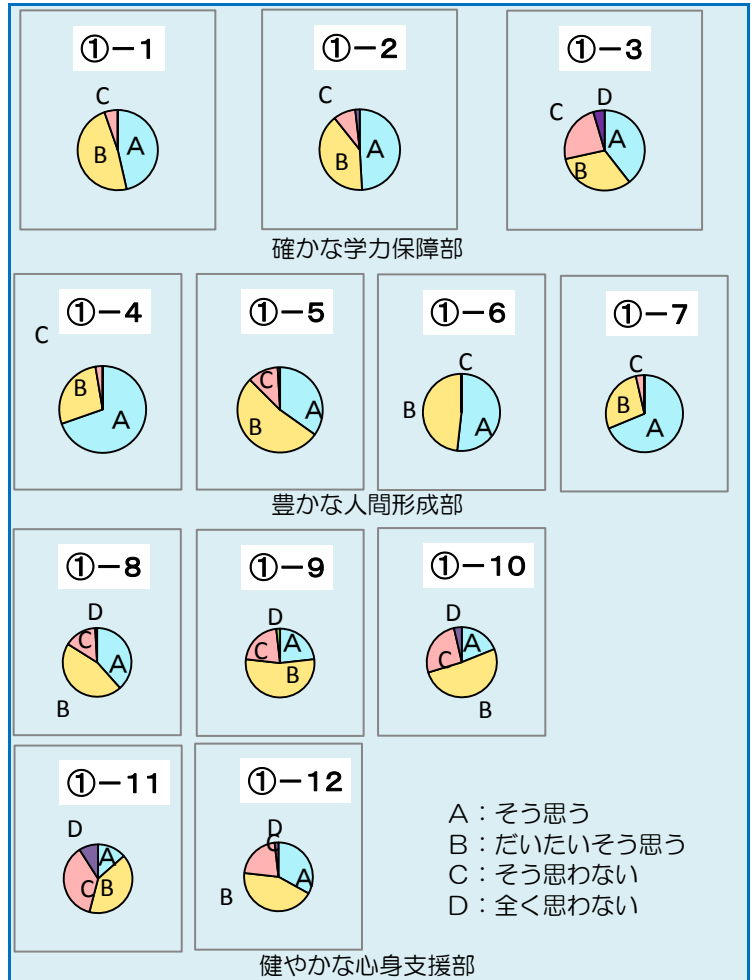 ①－1
C
B
A
①－2
C
B
A
①－3
C
D
A
B
確かな学力保障部
①－4
C
B
A
①－5
C
A
B
①－6
C
B
A
①－7
C
B
A
豊かな人間形成部
①－8
D
C
A
B
①－9
D
C
A
B
①－10
D
A
C
B
①－11
D
A
C
B
①－12
D
C
A
B
A：そう思う
B：だいたいそう思う
C：そう思わない
D：全く思わない
健やかな心身支援部